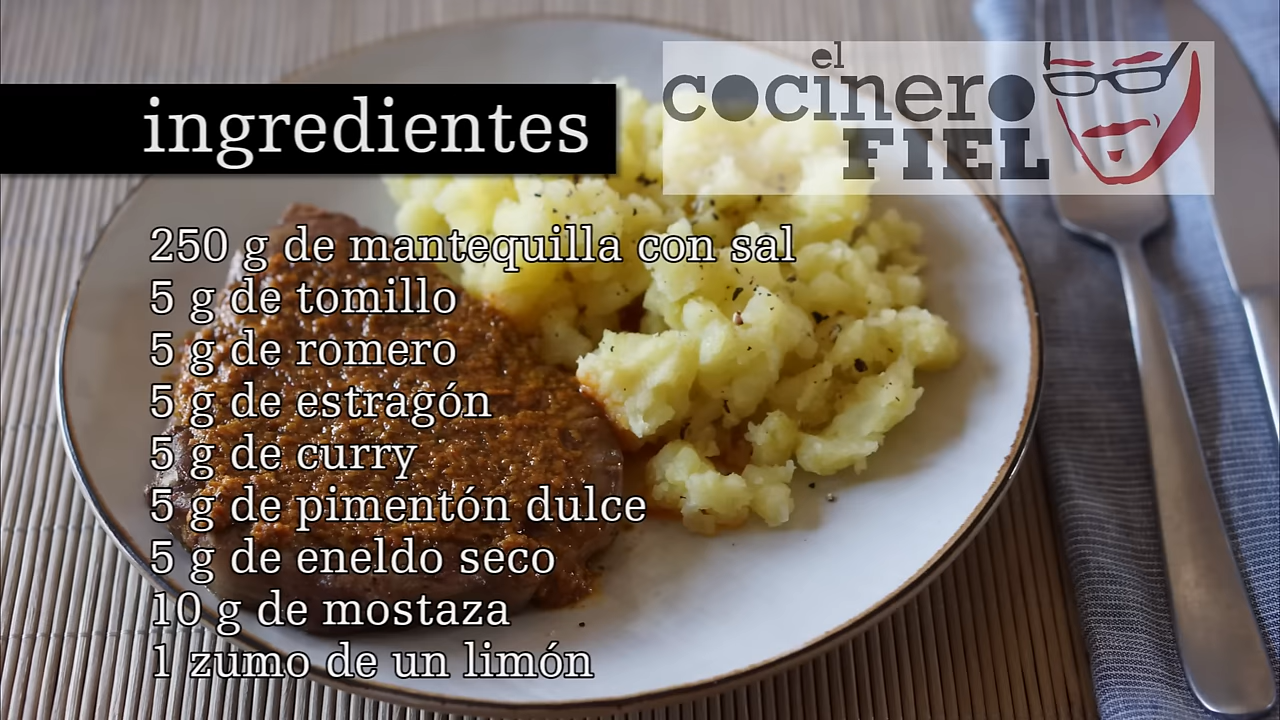 el
cocinero
FIEL
ingredientes
250 g de mantequilla con sal
5 g de tomillo
5 g de romero
5 g de estragón
5 g de curry
5 g de pimentón dulce
5 g de eneldo seco
10 g de mostaza
1 zumo de un limón